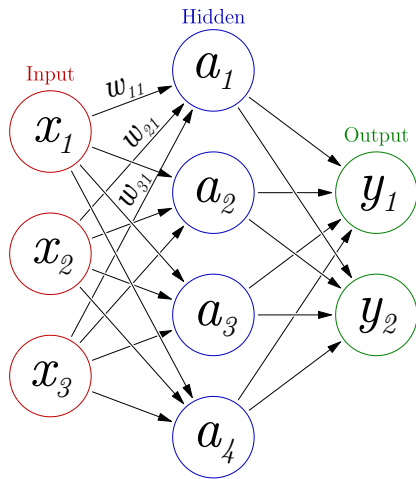 Hidden
Input
Output
x1
x2
x3
w11
w21
w31
a1
a2
a3
a4
y1
y2